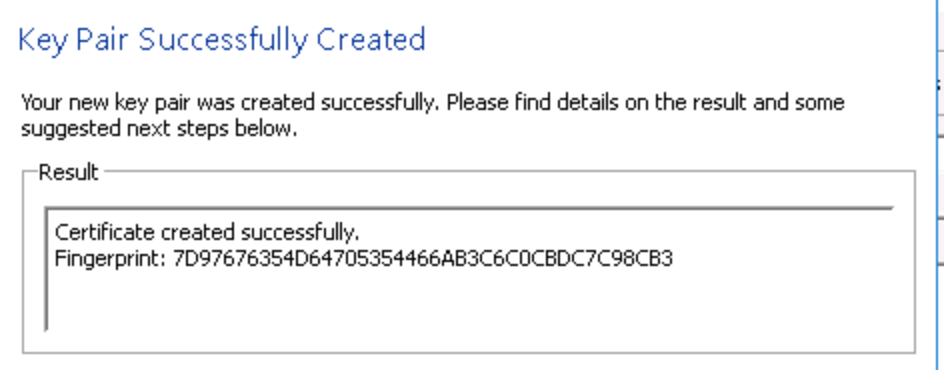 Key Pair Successfully Created
Your new key pair was created successfully. Please find details on the result and some
suggested next steps below.
Result
Certificate created successfully.
Fingerprint: 7D97676354D64705354466AB3C6C0CBDC7C98CB3